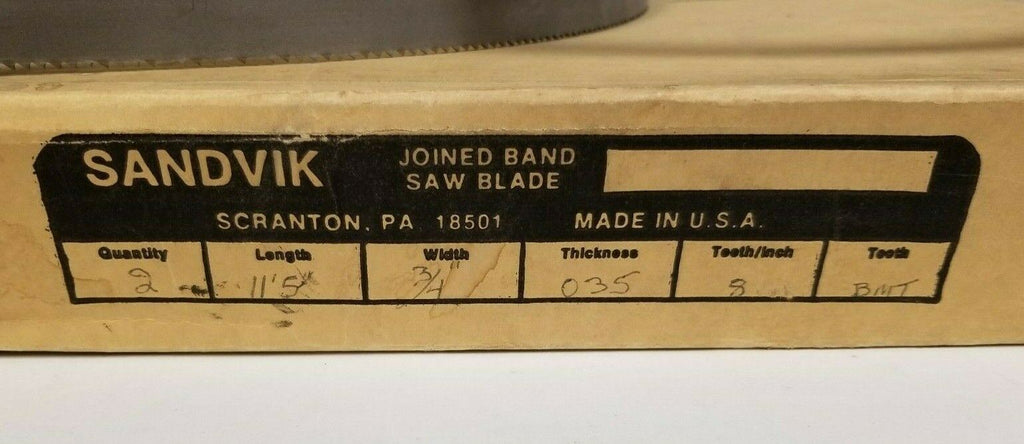 SANDVIK
JOINED BAND
SAW BLADE
SCRANTON, PA 18501 MADE IN U.S.A.
Quantity Length Width Thickness Teeth/Inch Teeth
2 11'5" 3/4" 035 8 BMT